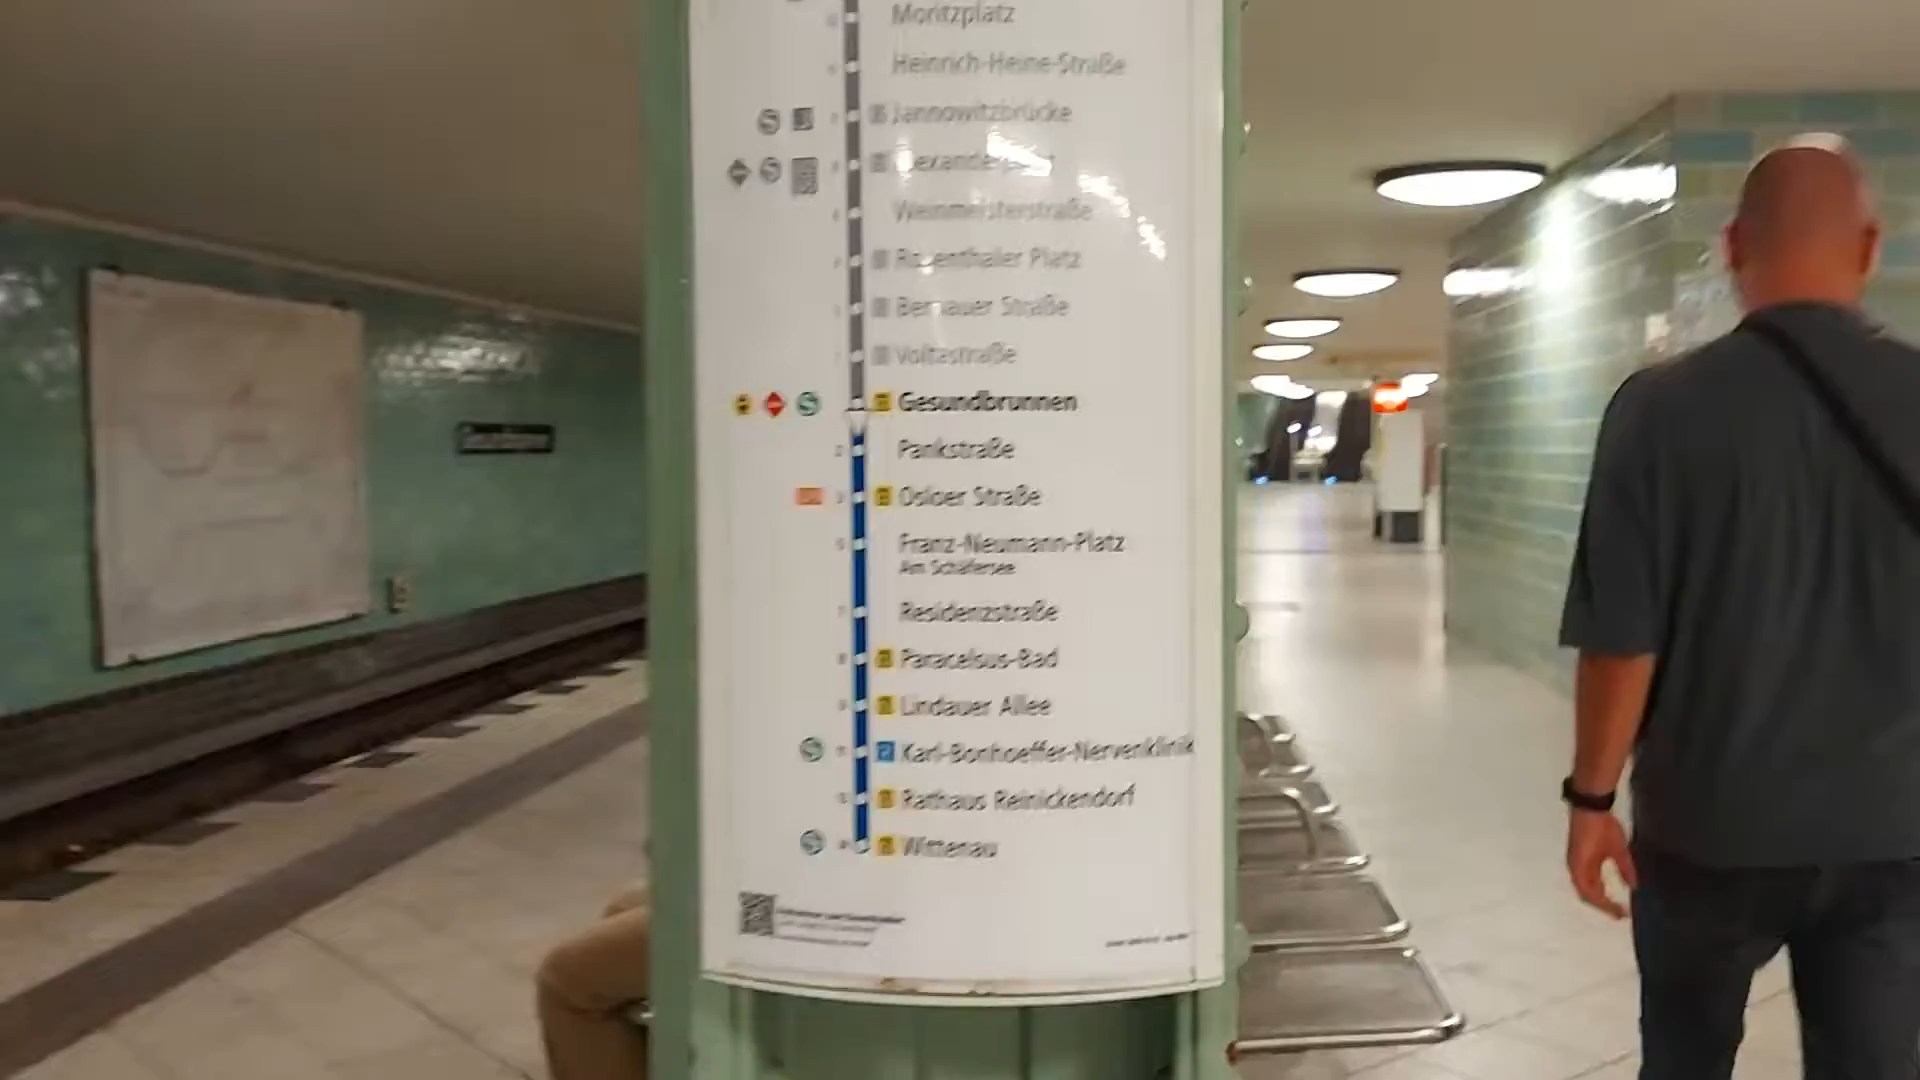 Moritzplatz
Heinrich-Heine-Straße
Jannowitzbrücke
Weinmeisterstraße
Rosenthaler Platz
Bernauer Straße
Voltastraße
Gesundbrunnen
Pankstraße
Osloer Straße
Franz-Neumann-Platz
Am Schäfersee
Residenzstraße
Paracelsus-Bad
Lindauer Allee
Karl-Bonhoeffer-Nervenklinik
Rathaus Reinickendorf
Wittenau
Gesundbrunnen